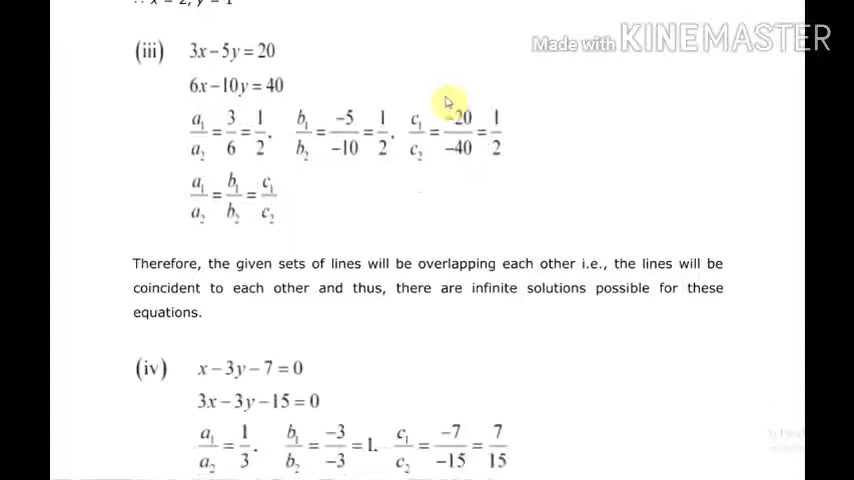 ∴ x = 2, y = 1
Made with KINEMASTER
(iii) 3x − 5y = 20
6x − 10y = 40
a₁/a₂ = 3/6 = 1/2, b₁/b₂ = −5/−10 = 1/2, c₁/c₂ = −20/−40 = 1/2
a₁/a₂ = b₁/b₂ = c₁/c₂
Therefore, the given sets of lines will be overlapping each other i.e., the lines will be
coincident to each other and thus, there are infinite solutions possible for these
equations.
(iv) x − 3y − 7 = 0
3x − 3y − 15 = 0
a₁/a₂ = 1/3, b₁/b₂ = −3/−3 = 1, c₁/c₂ = −7/−15 = 7/15